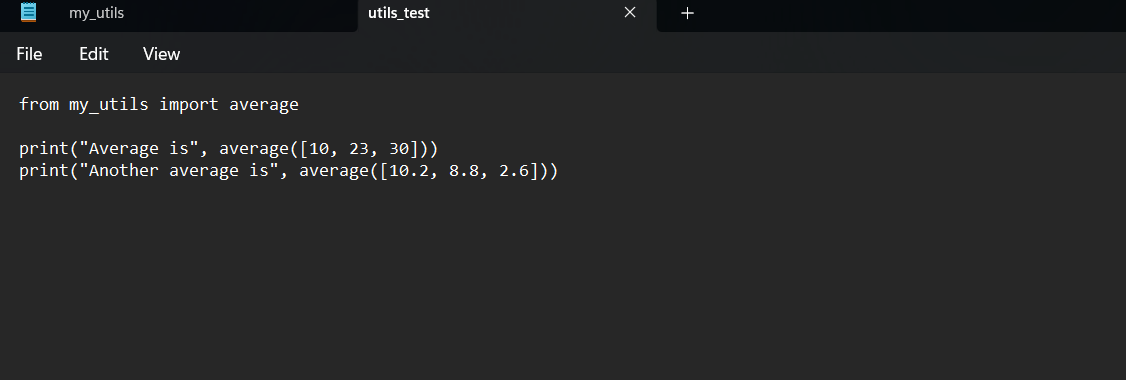 my_utils utils_test
File Edit View
from my_utils import average
print("Average is", average([10, 23, 30]))
print("Another average is", average([10.2, 8.8, 2.6]))